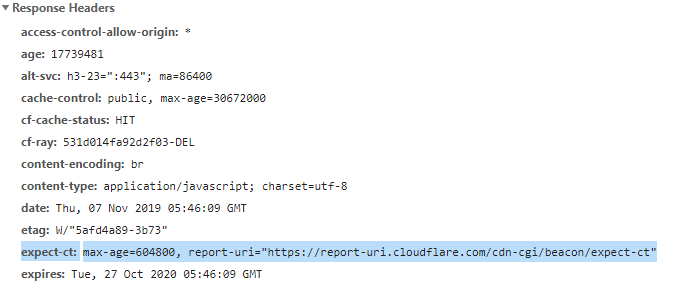 Response Headers
access-control-allow-origin: *
age: 17739481
alt-svc: h3-23=":443"; ma=86400
cache-control: public, max-age=30672000
cf-cache-status: HIT
cf-ray: 531d014fa92d2f03-DEL
content-encoding: br
content-type: application/javascript; charset=utf-8
date: Thu, 07 Nov 2019 05:46:09 GMT
etag: W/"5afd4a89-3b73"
expect-ct: max-age=604800, report-uri="https://report-uri.cloudflare.com/cdn-cgi/beacon/expect-ct"
expires: Tue, 27 Oct 2020 05:46:09 GMT